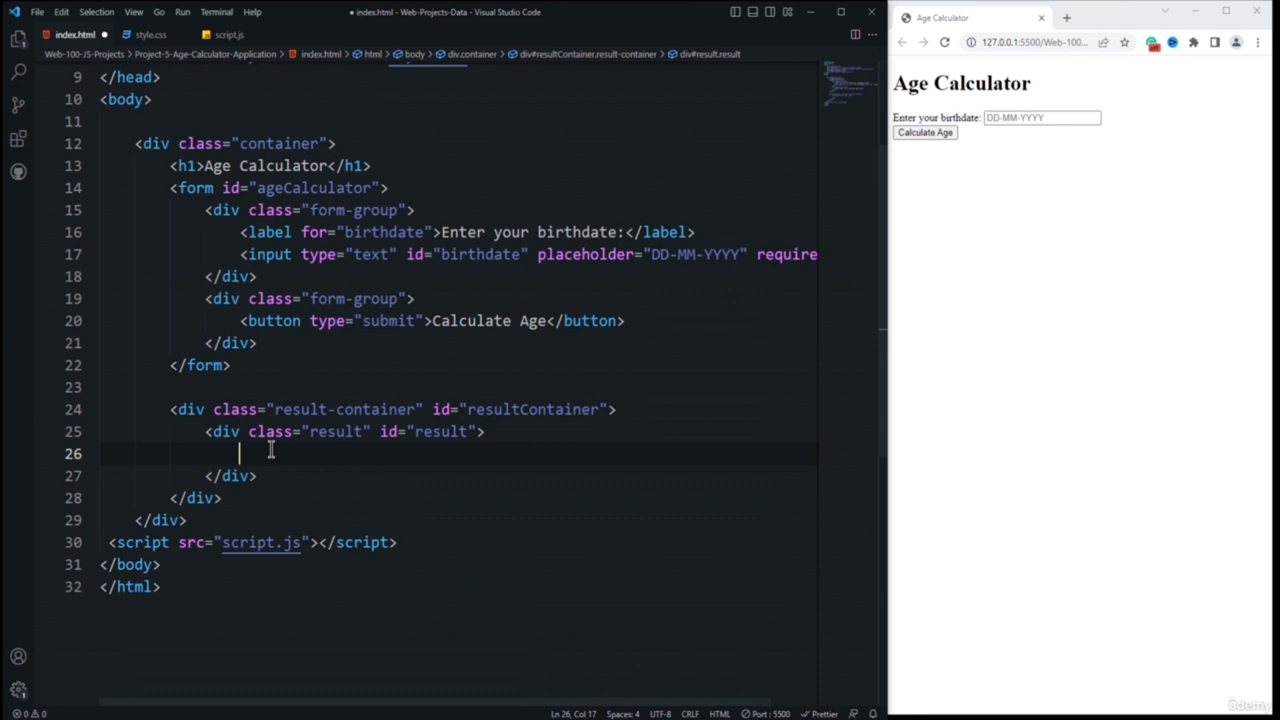 File Edit Selection View Go Run Terminal Help ● index.html - Web-Projects-Data - Visual Studio Code
index.html ● style.css script.js
Web-100-JS-Projects > Project-5-Age-Calculator-Application > index.html > html > body > div.container > div#resultContainer.result-container > div#result.result
9 </head>
10 <body>
11
12 <div class="container">
13 <h1>Age Calculator</h1>
14 <form id="ageCalculator">
15 <div class="form-group">
16 <label for="birthdate">Enter your birthdate:</label>
17 <input type="text" id="birthdate" placeholder="DD-MM-YYYY" require
18 </div>
19 <div class="form-group">
20 <button type="submit">Calculate Age</button>
21 </div>
22 </form>
23
24 <div class="result-container" id="resultContainer">
25 <div class="result" id="result">
26
27 </div>
28 </div>
29 </div>
30 <script src="script.js"></script>
31 </body>
32 </html>
0 0 Ln 26, Col 17 Spaces: 4 UTF-8 CRLF HTML Port : 5500 Prettier
Age Calculator
127.0.0.1:5500/Web-100...
Age Calculator
Enter your birthdate: DD-MM-YYYY
Calculate Age
ûdemy